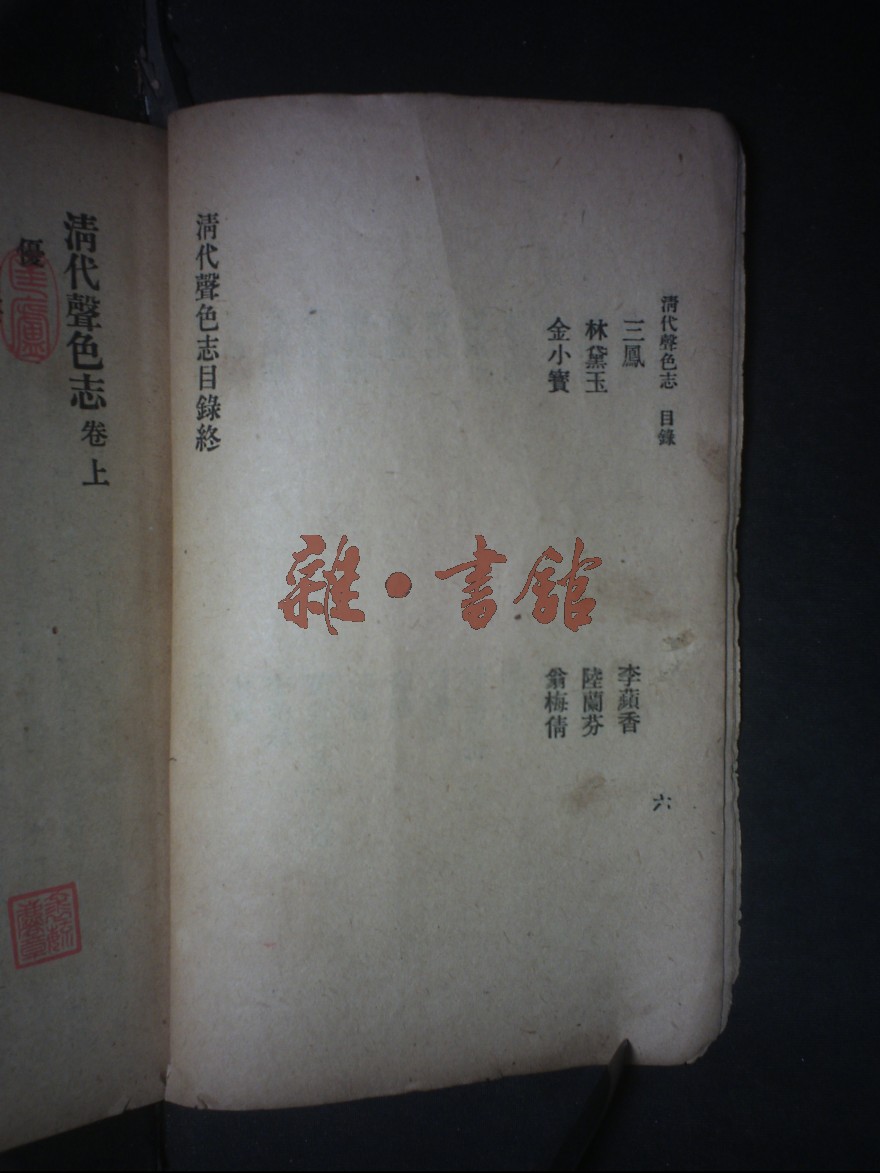 清代聲色志　目錄
三鳳
李蘋香
林黛玉
陸蘭芬
金小寶
翁梅倩
六
清代聲色志目錄終
清代聲色志 卷上
優
雜·書館